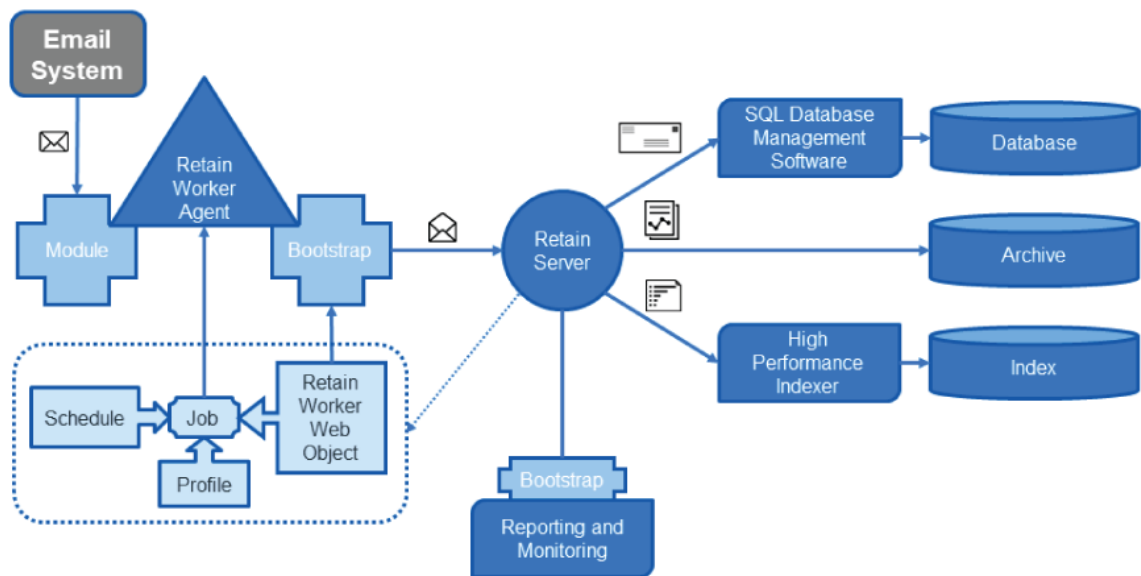 Email
System
Retain
Worker
Agent
Module
Bootstrap
Retain
Server
SQL Database
Management
Software
Database
Archive
High
Performance
Indexer
Index
Schedule
Job
Retain
Worker
Web
Object
Profile
Bootstrap
Reporting and
Monitoring